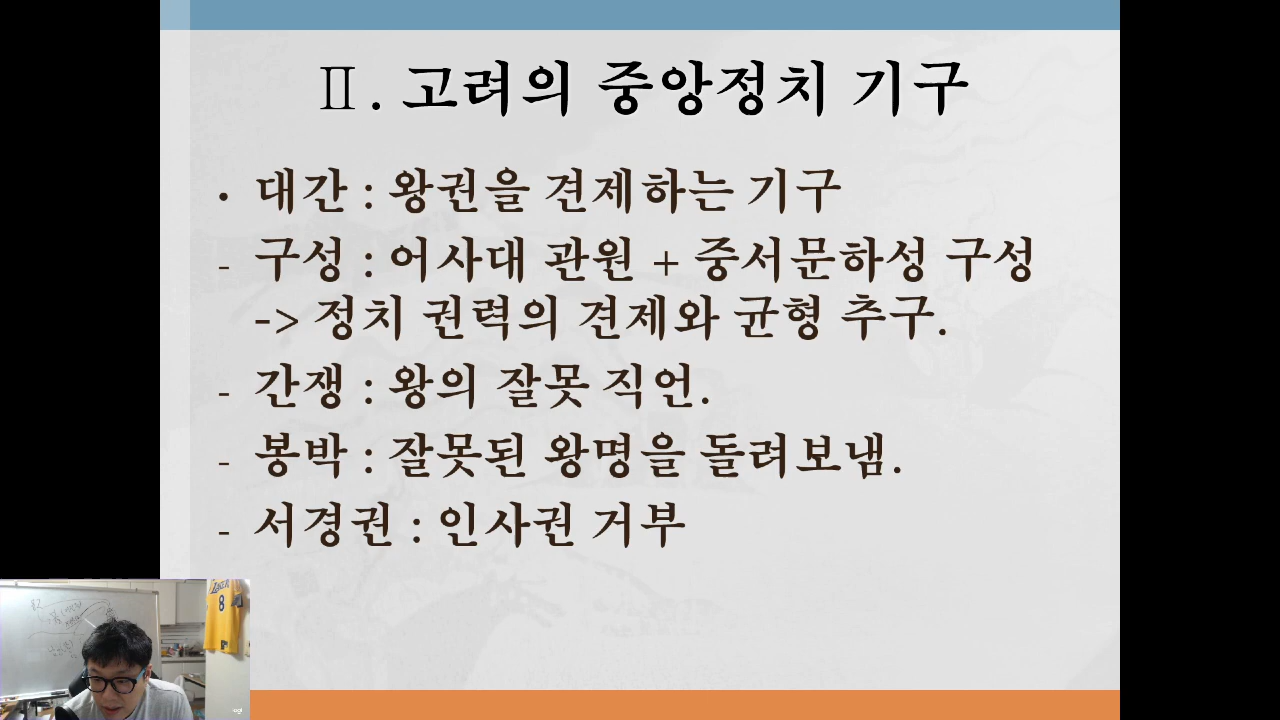 Ⅱ. 고려의 중앙정치 기구
• 대간 : 왕권을 견제하는 기구
- 구성 : 어사대 관원 + 중서문하성 구성
-> 정치 권력의 견제와 균형 추구.
- 간쟁 : 왕의 잘못 직언.
- 봉박 : 잘못된 왕명을 돌려보냄.
- 서경권 : 인사권 거부
8